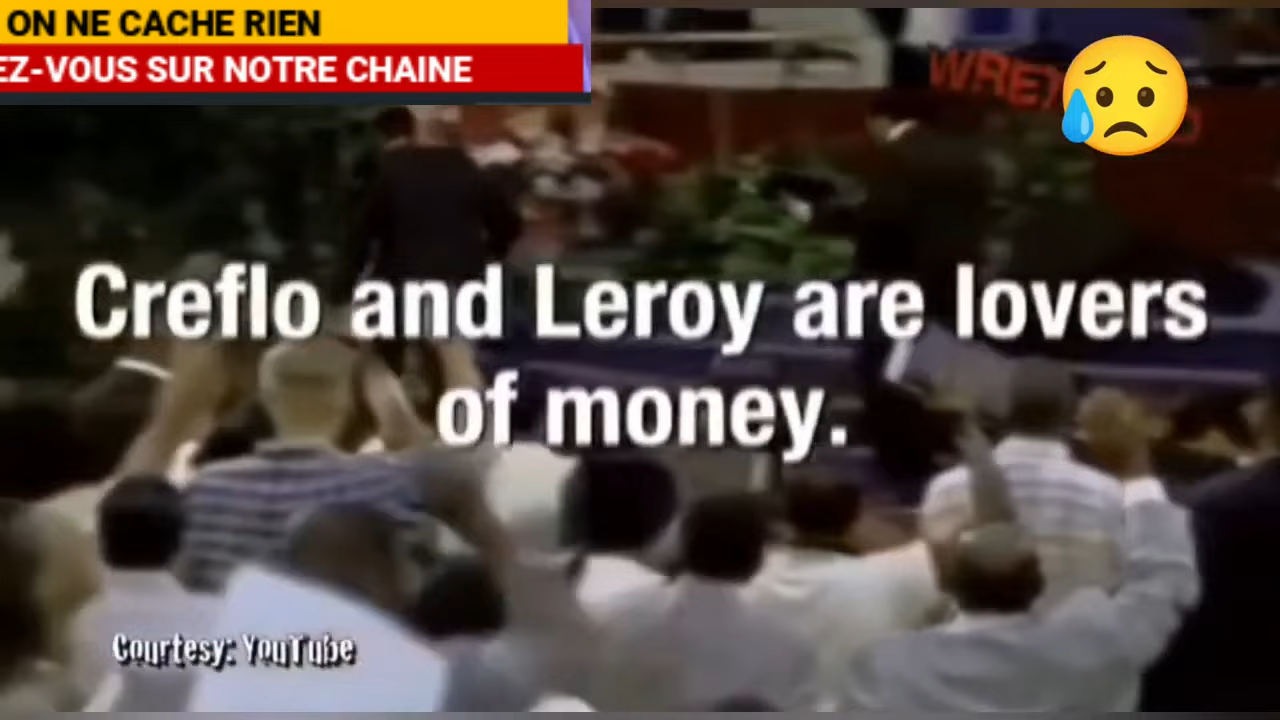 ON NE CACHE RIEN
EZ-VOUS SUR NOTRE CHAINE
Creflo and Leroy are lovers
of money.
Courtesy: YouTube